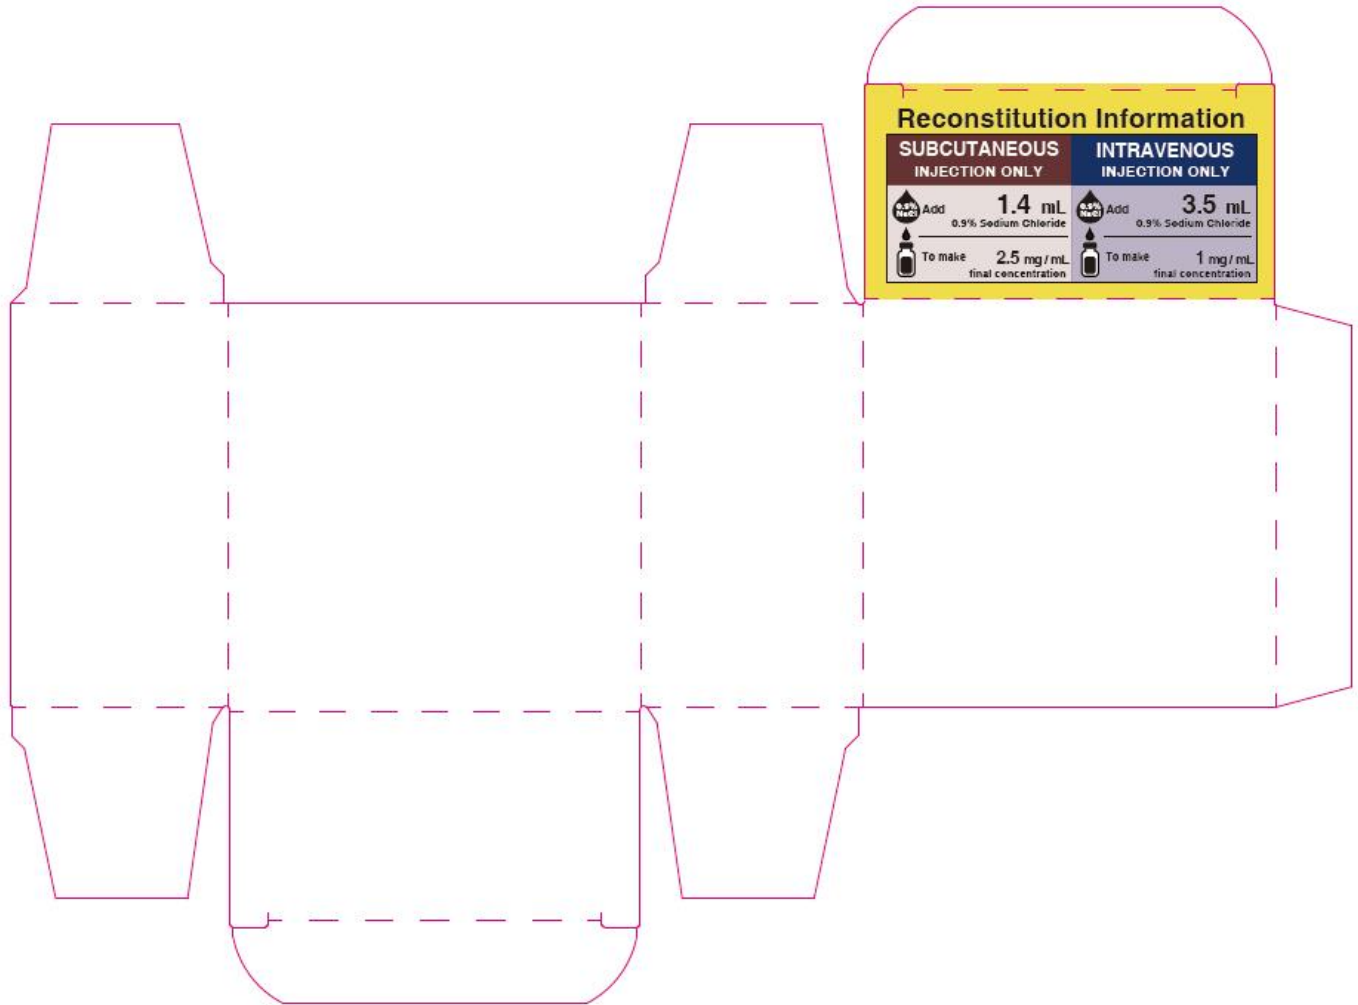 Reconstitution Information
SUBCUTANEOUS
INJECTION ONLY
0.9%
NaCl
Add 1.4 mL
0.9% Sodium Chloride
To make 2.5 mg / mL
final concentration
INTRAVENOUS
INJECTION ONLY
0.9%
NaCl
Add 3.5 mL
0.9% Sodium Chloride
To make 1 mg / mL
final concentration